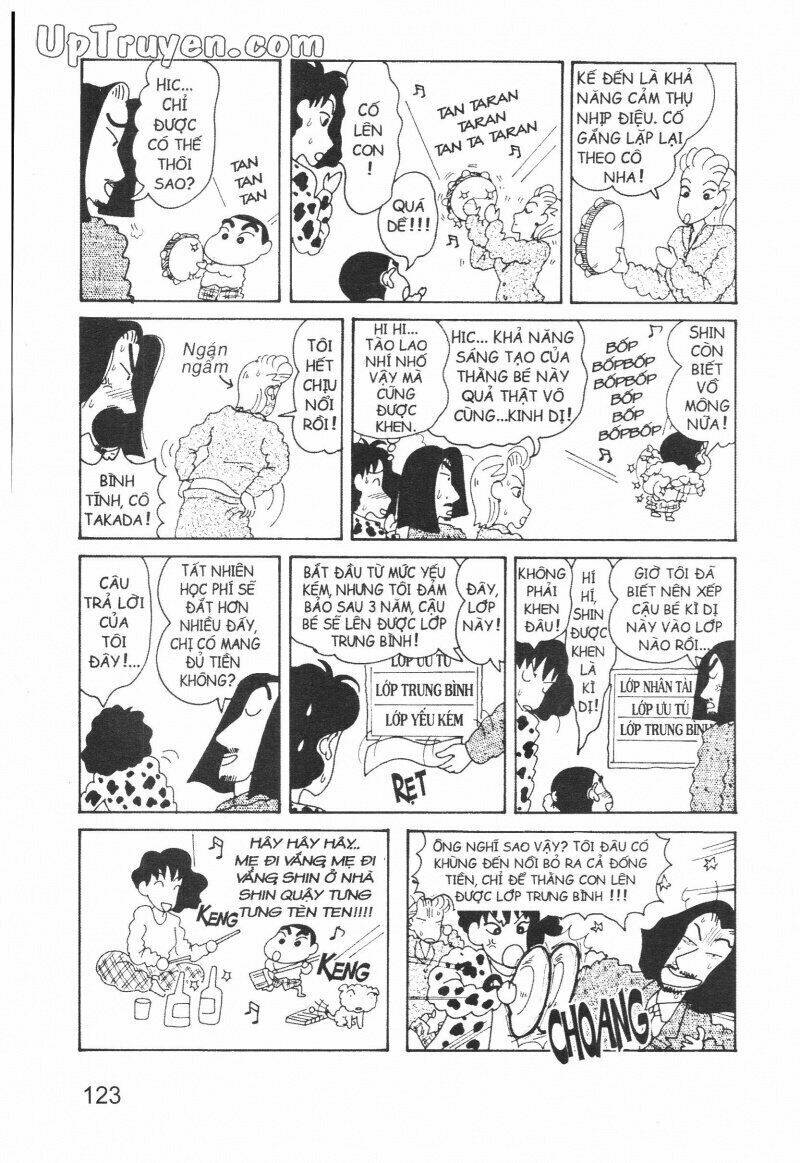 UpTruyen.com
KẾ ĐẾN LÀ KHẢ
NĂNG CẢM THỤ
NHỊP ĐIỆU. CỐ
GẮNG LẶP LẠI
THEO CÔ
NHA!
TAN TARAN
TARAN
TAN TA TARAN
CỐ
LÊN CON
!
QUÁ
DỄ!!!
HIC...
CHỈ
ĐƯỢC
CÓ THẾ
THÔI
SAO?
TAN
TAN
TAN
SHIN
CÒN
BIẾT
VỖ
MÔNG
NỮA!
BỐP
BỐPBỐP
BỐPBỐP
BỐP
BỐP
BỐPBỐP
HIC... KHẢ NĂNG
SÁNG TẠO CỦA
THẰNG BÉ NÀY
QUẢ THẬT VÔ
CÙNG...KINH DỊ!
HI HI...
TÀO LAO
NHÍ NHỐ
VẬY MÀ
CŨNG
ĐƯỢC
KHEN.
TÔI
HẾT
CHỊU
NỔI
RỒI!
Ngán
ngẩm
BÌNH
TĨNH, CÔ
TAKADA!
GIỜ TÔI ĐÃ
BIẾT NÊN XẾP
CẬU BÉ KÌ DỊ
NÀY VÀO LỚP
NÀO RỒI...
HÍ
HÍ,
SHIN
ĐƯỢC
KHEN
LÀ
KÌ
DỊ!
KHÔNG
PHẢI
KHEN
ĐÂU!
LỚP NHÂN TÀI
LỚP ƯU TÚ
LỚP TRUNG BÌNH
ĐÂY,
LỚP
NÀY!
BẮT ĐẦU TỪ MỨC YẾU
KÉM, NHƯNG TÔI ĐẢM
BẢO SAU 3 NĂM, CẬU
BÉ SẼ LÊN ĐƯỢC LỚP
TRUNG BÌNH!
LỚP ƯU TÚ
LỚP TRUNG BÌNH
LỚP YẾU KÉM
RẸT
TẤT NHIÊN
HỌC PHÍ SẼ
ĐẮT HƠN
NHIỀU ĐẤY,
CHỊ CÓ MANG
ĐỦ TIỀN
KHÔNG?
CÂU
TRẢ LỜI
CỦA
TÔI
ĐÂY!...
ÔNG NGHĨ SAO VẬY? TÔI ĐÂU CÓ
KHÙNG ĐẾN NỔI BỎ RA CẢ ĐỐNG
TIỀN, CHỈ ĐỂ THẰNG CON LÊN
ĐƯỢC LỚP TRUNG BÌNH !!!
CHOANG
HÂY HÂY HÂY...
MẸ ĐI VẮNG, MẸ ĐI
VẮNG, SHIN Ở NHÀ
SHIN QUẬY TƯNG
TƯNG TÈN TEN!!!!
KENG
KENG
123